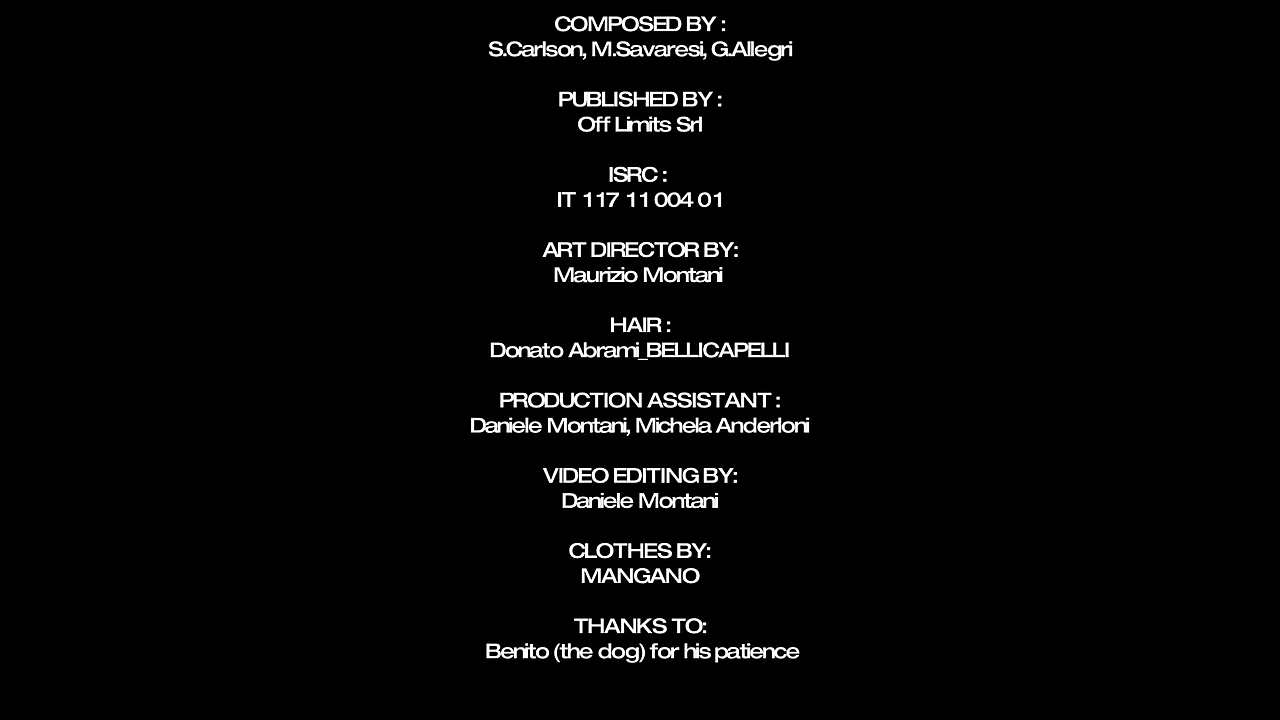 COMPOSED BY :
S.Carlson, M.Savaresi, G.Allegri
PUBLISHED BY :
Off Limits Srl
ISRC :
IT 117 11 004 01
ART DIRECTOR BY:
Maurizio Montani
HAIR :
Donato Abrami_BELLICAPELLI
PRODUCTION ASSISTANT :
Daniele Montani, Michela Anderloni
VIDEO EDITING BY:
Daniele Montani
CLOTHES BY:
MANGANO
THANKS TO:
Benito (the dog) for his patience